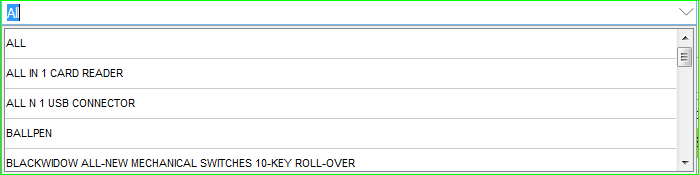 All
ALL
ALL IN 1 CARD READER
ALL N 1 USB CONNECTOR
BALLPEN
BLACKWIDOW ALL-NEW MECHANICAL SWITCHES 10-KEY ROLL-OVER